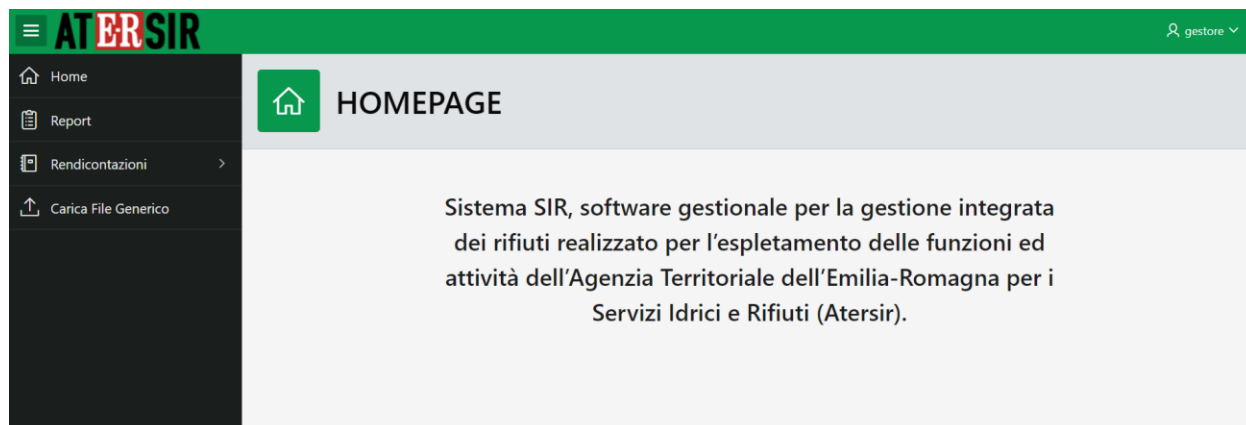 ATERSIR
gestore
Home
Report
Rendicontazioni
Carica File Generico
HOMEPAGE
Sistema SIR, software gestionale per la gestione integrata
dei rifiuti realizzato per l'espletamento delle funzioni ed
attività dell'Agenzia Territoriale dell'Emilia-Romagna per i
Servizi Idrici e Rifiuti (Atersir).